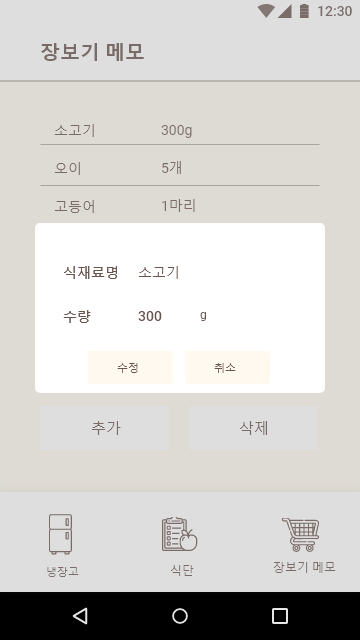 12:30
장보기 메모
소고기 300g
오이 5개
고등어 1마리
식재료명 소고기
수량 300 g
수정 취소
추가 삭제
냉장고 식단 장보기 메모